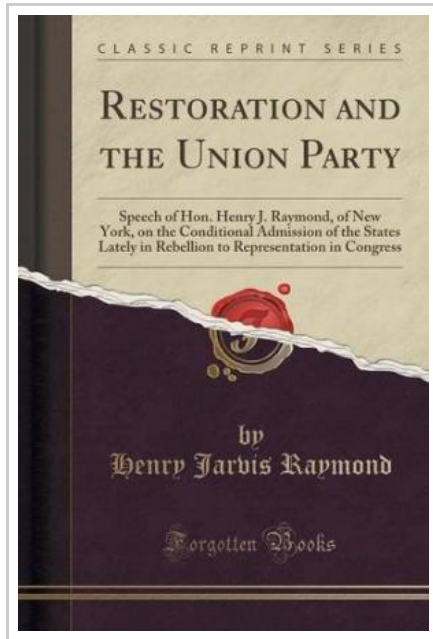 CLASSIC REPRINT SERIES
RESTORATION AND
THE UNION PARTY
Speech of Hon. Henry J. Raymond, of New
York, on the Conditional Admission of the States
Lately in Rebellion to Representation in Congress
by
Henry Jarvis Raymond
Forgotten Books